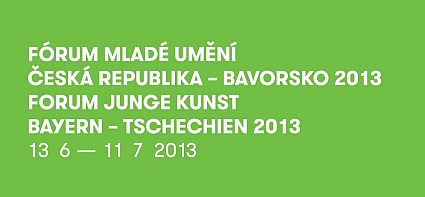 FÓRUM MLADÉ UMĚNÍ
ČESKÁ REPUBLIKA – BAVORSKO 2013
FORUM JUNGE KUNST
BAYERN – TSCHECHIEN 2013
13 6 — 11 7 2013